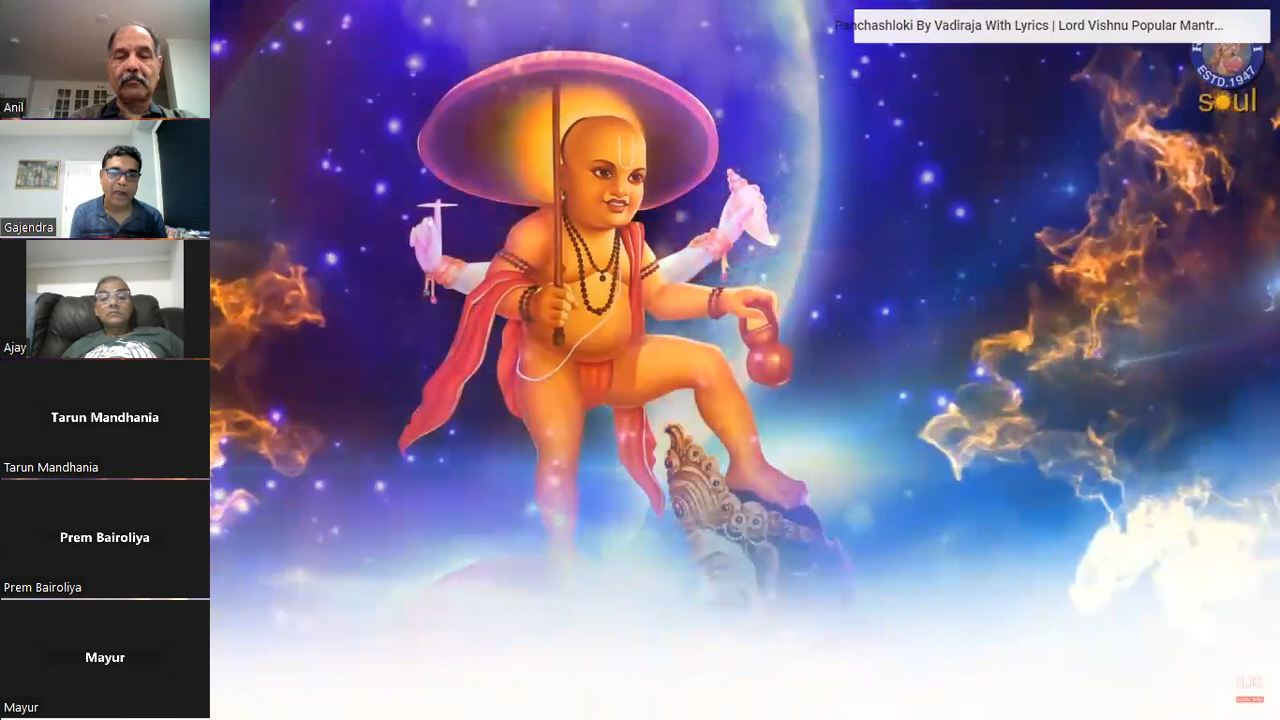 Anil
Gajendra
Ajay
Tarun Mandhania
Tarun Mandhania
Prem Bairoliya
Prem Bairoliya
Mayur
Mayur
Panchashloki By Vadiraja With Lyrics | Lord Vishnu Popular Mantr...
ESTD.1947
soul